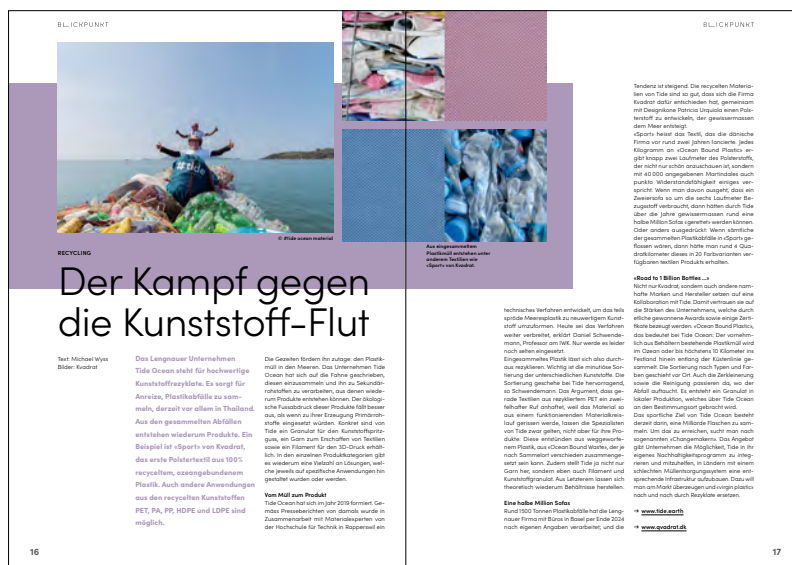 BLICKPUNKT
BLICKPUNKT
© #tide ocean material
RECYCLING
Der Kampf gegen
die Kunststoff-Flut
Aus eingesammeltem
Plastikmüll entstehen unter
anderem Textilien wie
«Sport» von Kvadrat.
Text: Michael Wyss
Bilder: Kvadrat
Das Lengnauer Unternehmen
Tide Ocean steht für hochwertige
Kunststoffrezyklate. Es sorgt für
Anreize, Plastikabfälle zu sam-
meln, derzeit vor allem in Thailand.
Aus den gesammelten Abfällen
entstehen wiederum Produkte. Ein
Beispiel ist «Sport» von Kvadrat,
das erste Polstertextil aus 100%
recyceltem, ozeangebundenem
Plastik. Auch andere Anwendungen
aus den recycelten Kunststoffen
PET, PA, PP, HDPE und LDPE sind
möglich.
Die Gezeiten fördern ihn zutage: den Plastik-
müll in den Meeren. Das Unternehmen Tide
Ocean hat sich auf die Fahne geschrieben,
diesen einzusammeln und ihn zu Sekundär-
rohstoffen zu verarbeiten, aus denen wiede-
rum Produkte entstehen können. Der ökologi-
sche Fussabdruck dieser Produkte fällt besser
aus, als wenn zu ihrer Erzeugung Primärroh-
stoffe eingesetzt würden. Konkret sind von
Tide ein Granulat für den Kunststoffspritz-
guss, ein Garn zum Erschaffen von Textilien
sowie ein Filament für den 3D-Druck erhält-
lich. In den einzelnen Produktkategorien gibt
es wiederum eine Vielzahl an Lösungen, wel-
che jeweils auf spezifische Anwendungen hin
gestaltet wurden oder werden.
Vom Müll zum Produkt
Tide Ocean hat sich im Jahr 2019 formiert. Ge-
mäss Presseberichten von damals wurde in
Zusammenarbeit mit Materialexperten von
der Hochschule für Technik in Rapperswil ein
technisches Verfahren entwickelt, um das teils
spröde Meeresplastik zu neuwertigem Kunst-
stoff umzuformen. Heute sei das Verfahren
weiter verbreitet, erklärt Daniel Schwende-
mann, Professor am IWK. Nur werde es leider
noch selten eingesetzt.
Eingesammeltes Plastik lässt sich also durch-
aus rezyklieren. Wichtig ist die minutiöse Sor-
tierung der unterschiedlichen Kunststoffe. Die
Sortierung geschehe bei Tide hervorragend,
so Schwendemann. Das Argument, dass ge-
rade Textilien aus rezykliertem PET ein zwei-
felhafter Ruf anhaftet, weil das Material so
aus einem funktionierenden Materialkreis-
lauf gerissen werde, lassen die Spezialisten
von Tide zwar gelten, nicht aber für ihre Pro-
dukte: Diese entstünden aus weggeworfe-
nem Plastik, aus «Ocean Bound Waste», der je
nach Sammelort verschieden zusammenge-
setzt sein kann. Zudem stellt Tide ja nicht nur
Garn her, sondern eben auch Filament und
Kunststoffgranulat. Aus Letzterem lassen sich
theoretisch wiederum Behältnisse herstellen.
Eine halbe Million Sofas
Rund 1500 Tonnen Plastikabfälle hat die Leng-
nauer Firma mit Büros in Basel per Ende 2024
nach eigenen Angaben verarbeitet; und die
Tendenz ist steigend. Die recycelten Materia-
lien von Tide sind so gut, dass sich die Firma
Kvadrat dafür entschieden hat, gemeinsam
mit Designikone Patricia Urquiola einen Pols-
terstoff zu entwickeln, der gewissermassen
dem Meer entsteigt.
«Sport» heisst das Textil, das die dänische
Firma vor rund zwei Jahren lancierte. Jedes
Kilogramm an «Ocean Bound Plastic» er-
gibt knapp zwei Laufmeter des Polsterstoffs,
der nicht nur schön anzuschauen ist, sondern
mit 40 000 angegebenen Martindales auch
punkto Widerstandsfähigkeit einiges ver-
spricht. Wenn man davon ausgeht, dass ein
Zweiersofa so um die sechs Laufmeter Be-
zugsstoff verbraucht, dann hätten durch Tide
über die Jahre gewissermassen rund eine
halbe Million Sofas «gerettet» werden können.
Oder anders ausgedrückt: Wenn sämtliche
der gesammelten Plastikabfälle in «Sport» ge-
flossen wären, dann hätte man rund 4 Qua-
dratkilometer dieses in 20 Farbvarianten ver-
fügbaren textilen Produkts erhalten.
«Road to 1 Billion Bottles ...»
Nicht nur Kvadrat, sondern auch andere nam-
hafte Marken und Hersteller setzen auf eine
Kollaboration mit Tide. Damit vertrauen sie auf
die Stärken des Unternehmens, welche durch
etliche gewonnene Awards sowie einige Zerti-
fikate bezeugt werden. «Ocean Bound Plastic»,
das bedeutet bei Tide Ocean: Der vornehm-
lich aus Behältern bestehende Plastikmüll wird
im Ozean oder bis höchstens 10 Kilometer ins
Festland hinein entlang der Küstenlinie ge-
sammelt. Die Sortierung nach Typen und Far-
ben geschieht vor Ort. Auch die Zerkleinerung
sowie die Reinigung passieren da, wo der
Abfall auftaucht. Es entsteht ein Granulat in
lokaler Produktion, welches über Tide Ocean
an den Bestimmungsort gebracht wird.
Das sportliche Ziel von Tide Ocean besteht
derzeit darin, eine Milliarde Flaschen zu sam-
meln. Um das zu erreichen, sucht man nach
sogenannten «Changemakern». Das Angebot
gibt Unternehmen die Möglichkeit, Tide in ihr
eigenes Nachhaltigkeitsprogramm zu integ-
rieren und mitzuhelfen, in Ländern mit einem
schlechten Müllentsorgungssystem eine ent-
sprechende Infrastruktur aufzubauen. Dazu will
man am Markt überzeugen und «virgin plastic»
nach und nach durch Rezyklate ersetzen.
→ www.tide.earth
→ www.qvadrat.dk
16
17